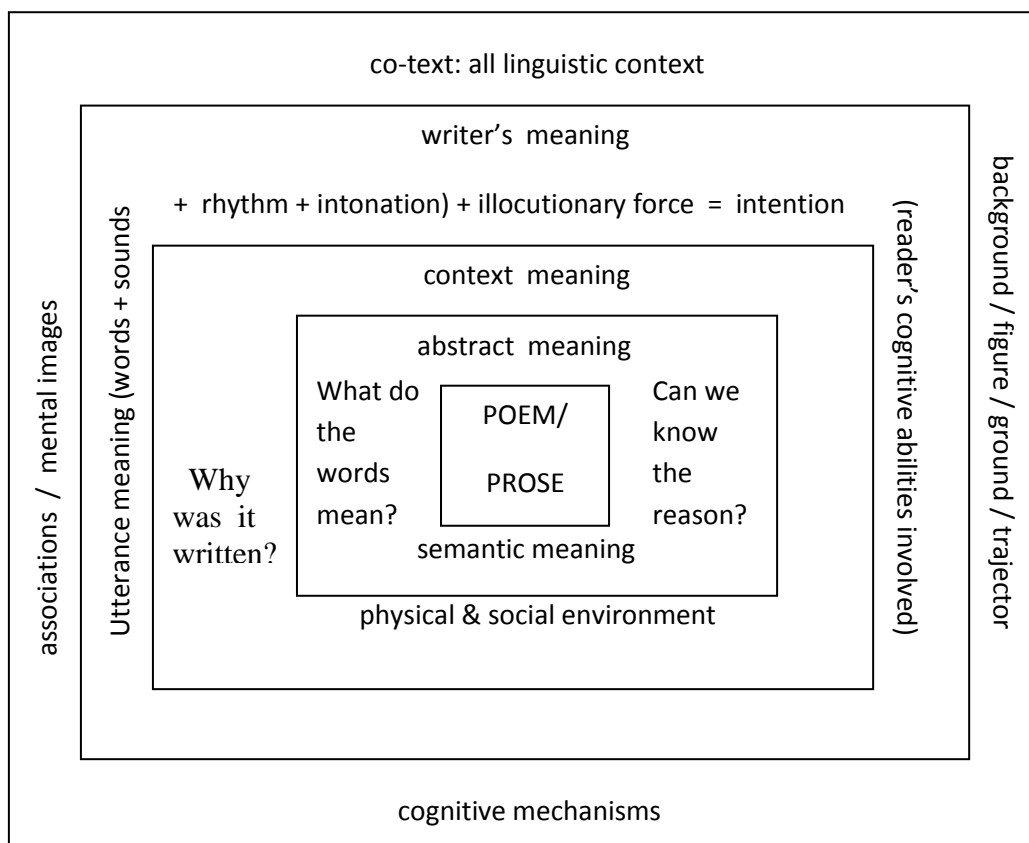 co-text: all linguistic context
writer's meaning
+ rhythm + intonation) + illocutionary force = intention
context meaning
abstract meaning
What do
the
words
mean?
POEM/
PROSE
Can we
know
the
reason?
semantic meaning
Why
was it
written?
physical & social environment
associations / mental images
Utterance meaning (words + sounds
(reader's cognitive abilities involved)
background / figure / ground / trajector
cognitive mechanisms